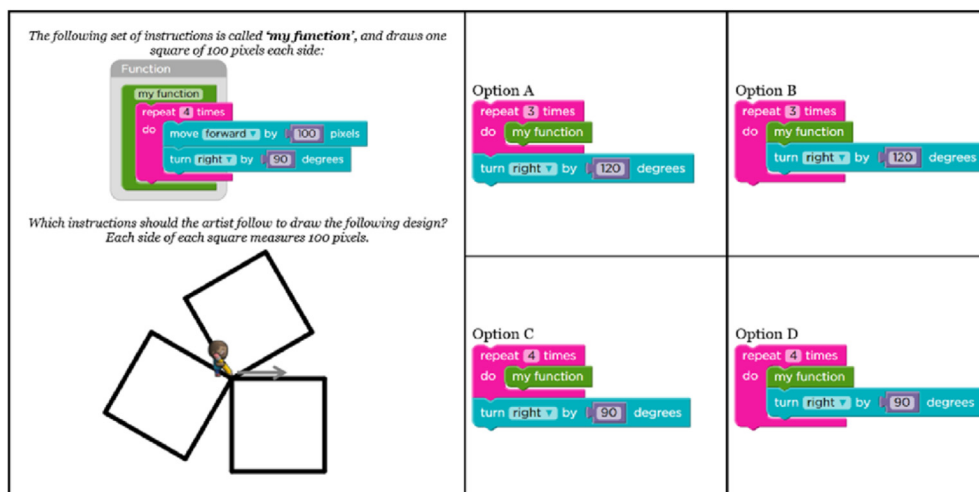 The following set of instructions is called 'my function', and draws one
square of 100 pixels each side:
Function
my function
repeat 4 times
do move forward by 100 pixels
turn right by 90 degrees
Which instructions should the artist follow to draw the following design?
Each side of each square measures 100 pixels.
Option A
repeat 3 times
do my function
turn right by 120 degrees
Option B
repeat 3 times
do my function
turn right by 120 degrees
Option C
repeat 4 times
do my function
turn right by 90 degrees
Option D
repeat 4 times
do my function
turn right by 90 degrees